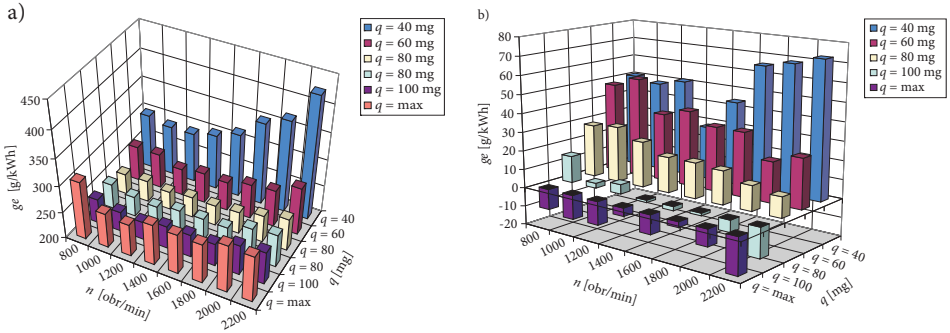 a)
q = 40 mg
q = 60 mg
q = 80 mg
q = 80 mg
q = 100 mg
q = max
450
400
350
300
250
200
ge [g/kWh]
800
1000
1200
1400
1600
1800
2000
2200
n [obr/min]
q = 40
q = 60
q = 80
q = 80
q = 100
q = max
q [mg]
b)
q = 40 mg
q = 60 mg
q = 80 mg
q = 100 mg
q = max
80
70
60
50
40
30
20
10
0
-10
-20
ge [g/kWh]
800
1000
1200
1400
1600
1800
2000
2200
n [obr/min]
q = 40
q = 60
q = 80
q = 100
q = max
q [mg]